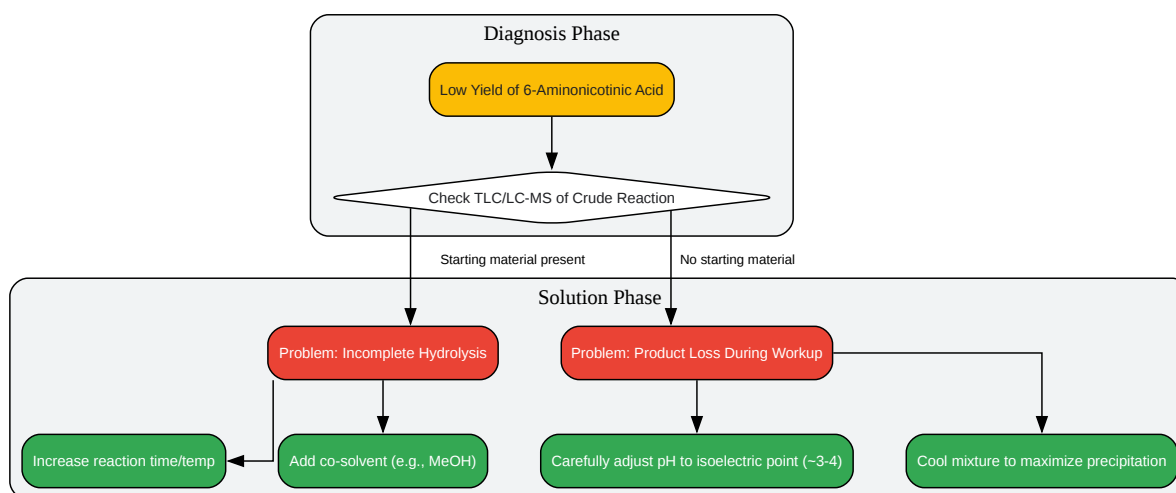 Diagnosis Phase
Low Yield of 6-Aminonicotinic Acid
Check TLC/LC-MS of Crude Reaction
Starting material present
No starting material
Solution Phase
Problem: Incomplete Hydrolysis
Problem: Product Loss During Workup
Increase reaction time/temp
Add co-solvent (e.g., MeOH)
Carefully adjust pH to isoelectric point (~3-4)
Cool mixture to maximize precipitation